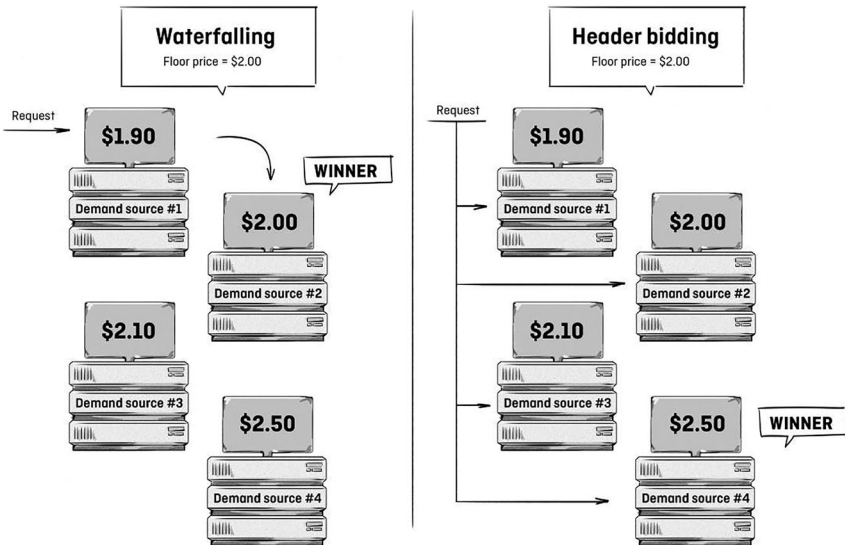 Waterfalling
Floor price = $2.00
Request
$1.90
Demand source #1
WINNER
$2.00
Demand source #2
$2.10
Demand source #3
$2.50
Demand source #4
Header bidding
Floor price = $2.00
Request
$1.90
Demand source #1
$2.00
Demand source #2
$2.10
Demand source #3
$2.50
WINNER
Demand source #4